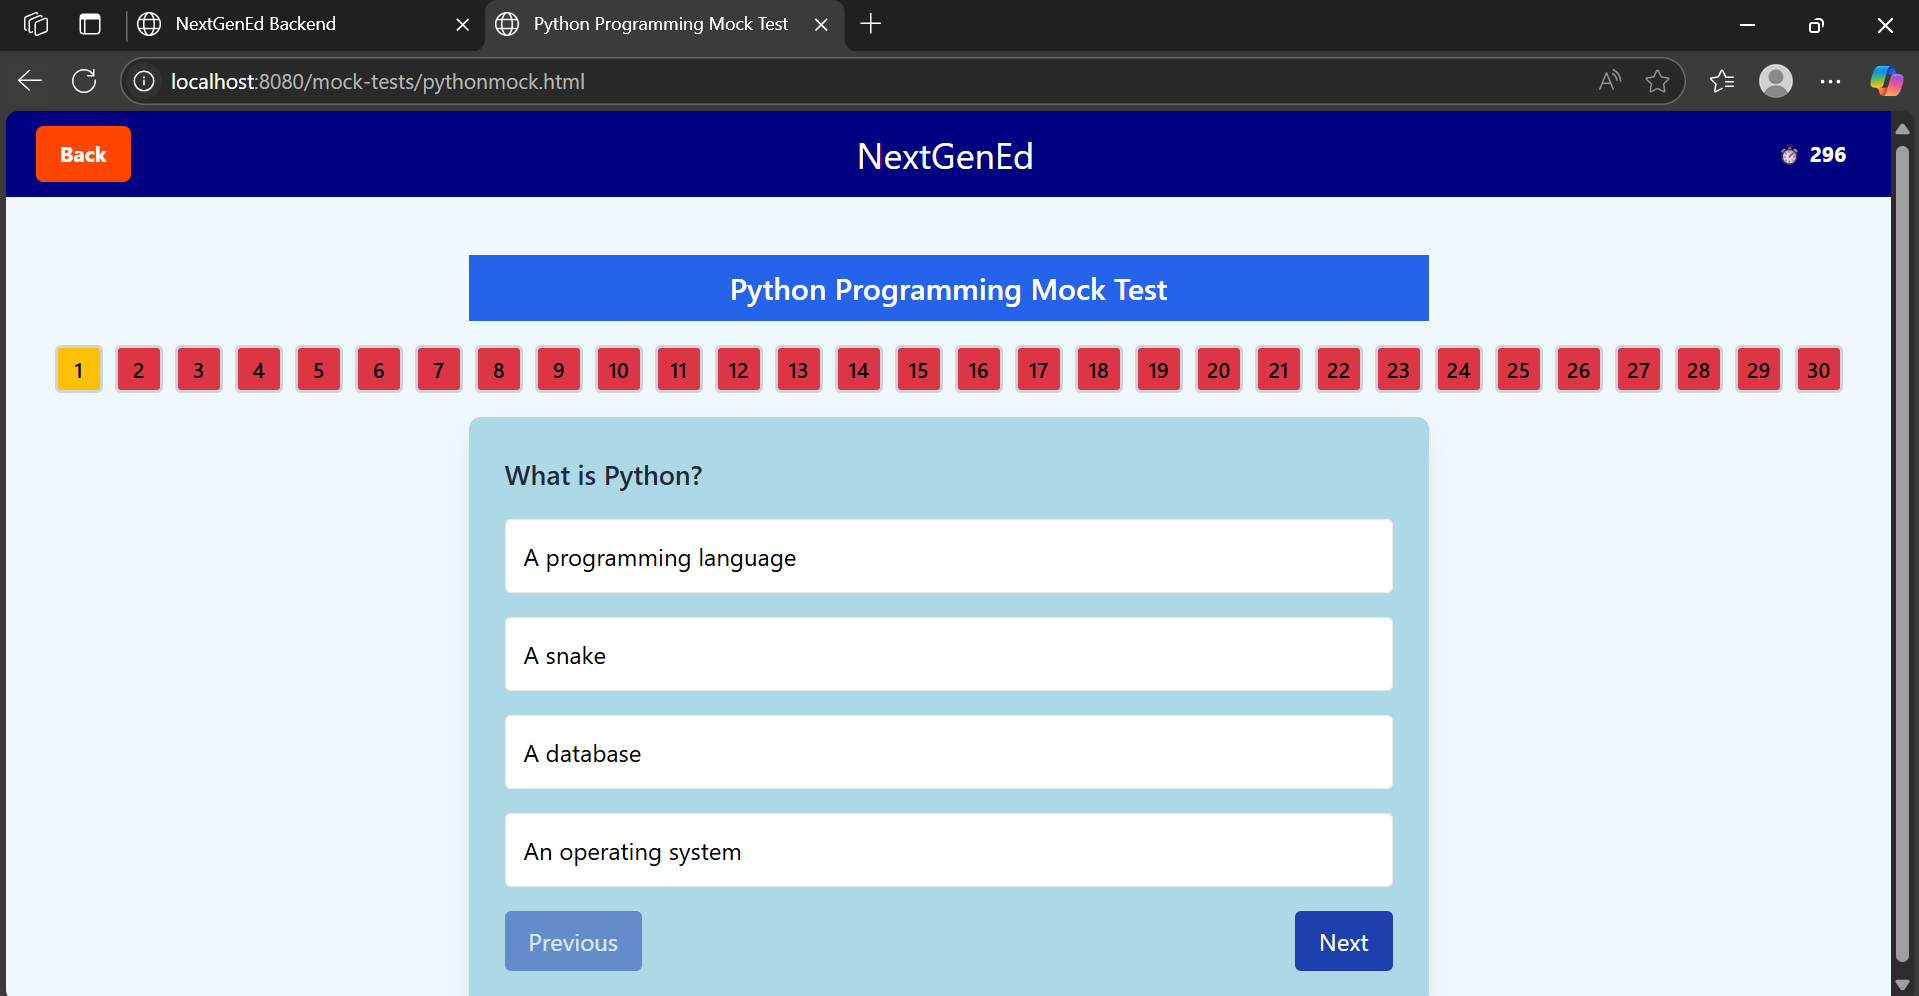 NextGenEd Backend
Python Programming Mock Test
localhost:8080/mock-tests/pythonmock.html
Back
NextGenEd
296
Python Programming Mock Test
1 2 3 4 5 6 7 8 9 10 11 12 13 14 15 16 17 18 19 20 21 22 23 24 25 26 27 28 29 30
What is Python?
A programming language
A snake
A database
An operating system
Previous
Next